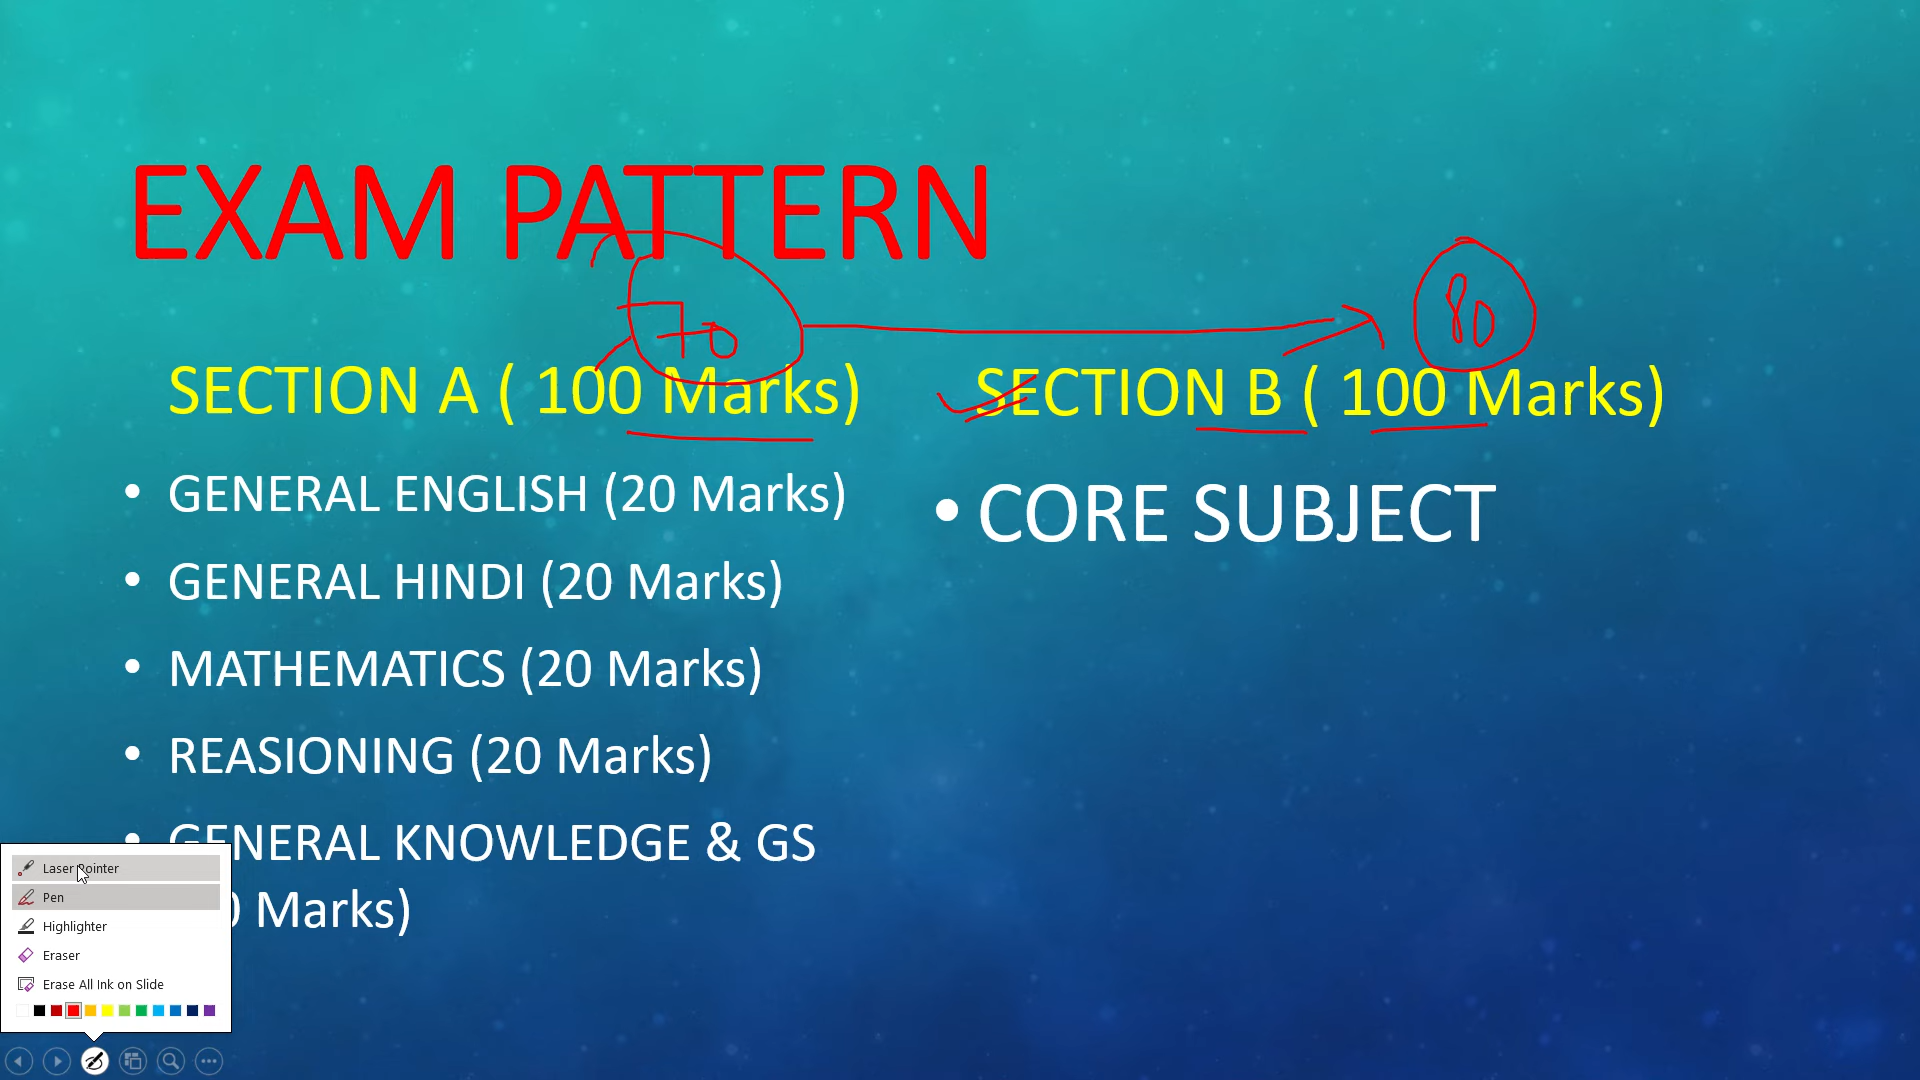 EXAM PATTERN
70
80
SECTION A ( 100 Marks)
• GENERAL ENGLISH (20 Marks)
• GENERAL HINDI (20 Marks)
• MATHEMATICS (20 Marks)
• REASIONING (20 Marks)
• GENERAL KNOWLEDGE & GS
0 Marks)
SECTION B ( 100 Marks)
• CORE SUBJECT
Laser Pointer
Pen
Highlighter
Eraser
Erase All Ink on Slide